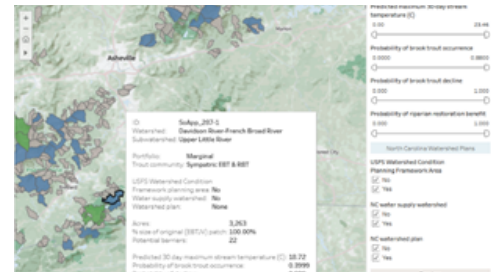 Asheville
Marion
ID: SoApp_207-1
Watershed: Davidson River-French Broad River
Subwatershed: Upper Little River
Portfolio: Marginal
Trout community: Sympatric EBT & RBT
USFS Watershed Condition
Framework planning area: No
Water supply watershed: No
Watershed plan: None
Acres: 3,263
% size of original (EBTJV) patch: 100.00%
Potential barriers: 22
Predicted 30 day maximum stream temperature (C): 18.72
Probability of brook trout occurrence: 0.3999
Predicted maximum 30-day stream
temperature (C)
0.00 23.46
Probability of brook trout occurrence
0.0000 0.9800
Probability of brook trout decline
0.000 1.000
Probability of riparian restoration benefit
0.000 1.000
North Carolina Watershed Plans
USFS Watershed Condition
Planning Framework Area
No
Yes
NC water supply watershed
No
Yes
NC watershed plan
No
Yes